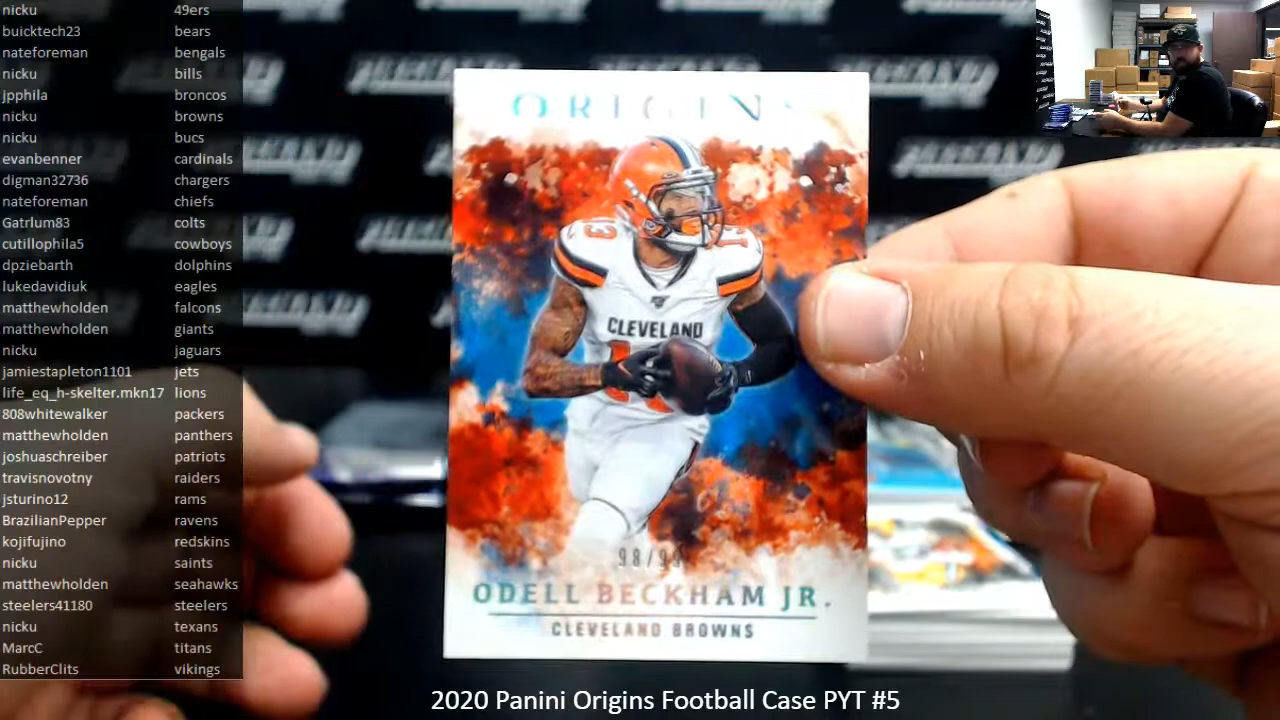 nicku 49ers
buicktech23 bears
nateforeman bengals
nicku bills
jpphila broncos
nicku browns
nicku bucs
evanbenner cardinals
digman32736 chargers
nateforeman chiefs
Gatrlum83 colts
cutillophila5 cowboys
dpziebarth dolphins
lukedavidiuk eagles
matthewholden falcons
matthewholden giants
nicku jaguars
jamiestapleton1101 jets
life_eq_h-skelter.mkn17 lions
808whitewalker packers
matthewholden panthers
joshuaschreiber patriots
travisnovotny raiders
jsturino12 rams
BrazilianPepper ravens
kojifujino redskins
nicku saints
matthewholden seahawks
steelers41180 steelers
nicku texans
MarcC titans
RubberClits vikings
13
CLEVELAND
98/99
ODELL BECKHAM JR.
CLEVELAND BROWNS
2020 Panini Origins Football Case PYT #5